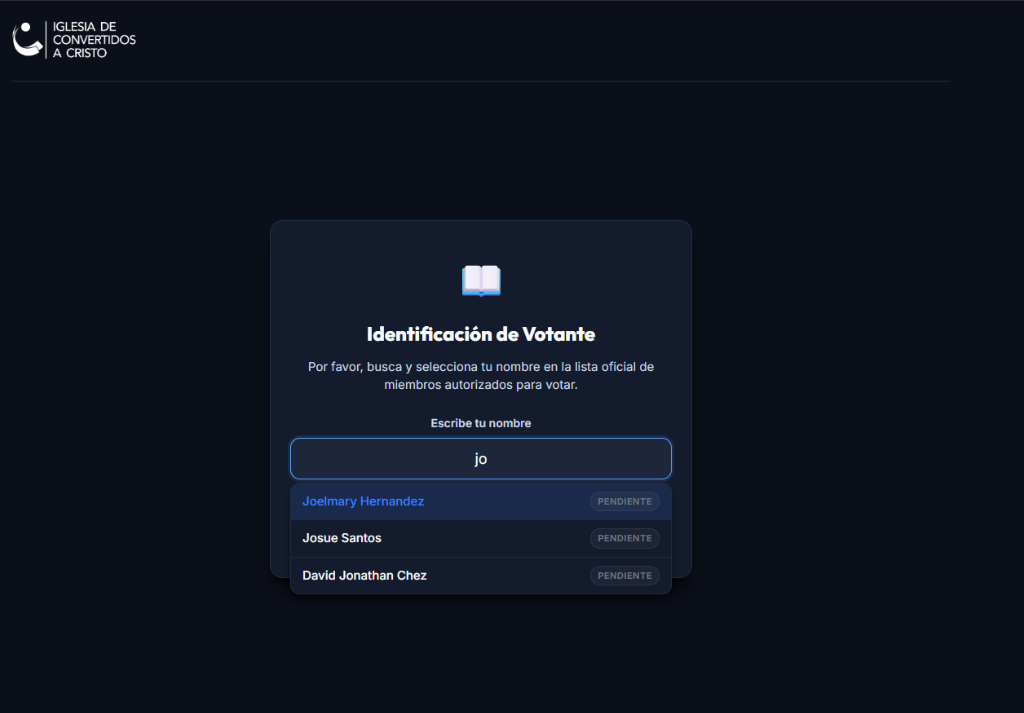 IGLESIA DE
CONVERTIDOS
A CRISTO
Identificación de Votante
Por favor, busca y selecciona tu nombre en la lista oficial de
miembros autorizados para votar.
Escribe tu nombre
jo
Joelmary Hernandez PENDIENTE
Josue Santos PENDIENTE
David Jonathan Chez PENDIENTE